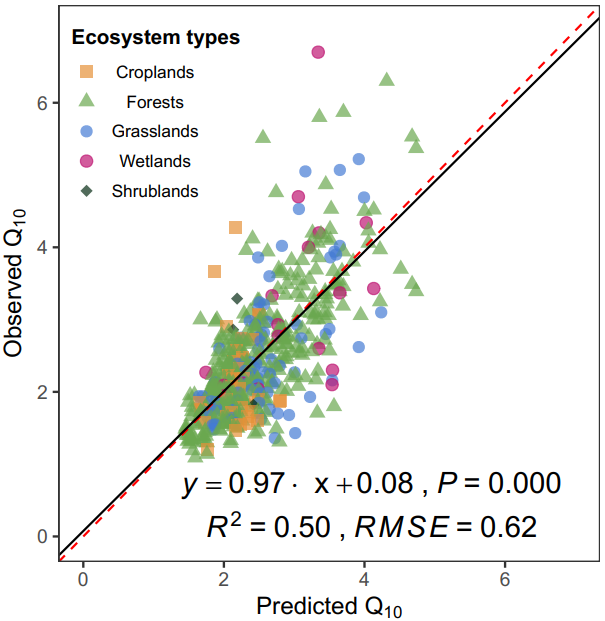 Ecosystem types
Croplands
Forests
Grasslands
Wetlands
Shrublands
6
4
2
0
Observed Q10
y = 0.97 · x + 0.08 , P = 0.000
R² = 0.50 , RMSE = 0.62
0 2 4 6
Predicted Q10